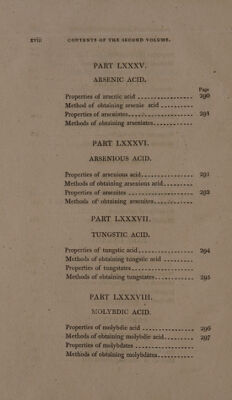 xviii CONTENTS OF THE SECOND VOLUME.
PART LXXXV.
ARSENIC ACID.
Page
Properties of arsenic acid 290
Method of obtaining arsenic acid
Properties of arseniates 291
Methods of obtaining arseniates
PART LXXXVI.
ARSENIOUS ACID.
Properties of arsenious acid 291
Methods of obtaining arsenious acid
Properties of arsenites 292
Methods of obtaining arsenites
PART LXXXVII.
TUNGSTIC ACID.
Properties of tungstic acid 294
Methods of obtaining tungstic acid
Properties of tungstates
Methods of obtaining tungstates 295
PART LXXXVIII.
MOLYBDIC ACID.
Properties of molybdic acid 296
Methods of obtaining molybdic acid 297
Properties of molybdates
Methods of obtaining molybdates